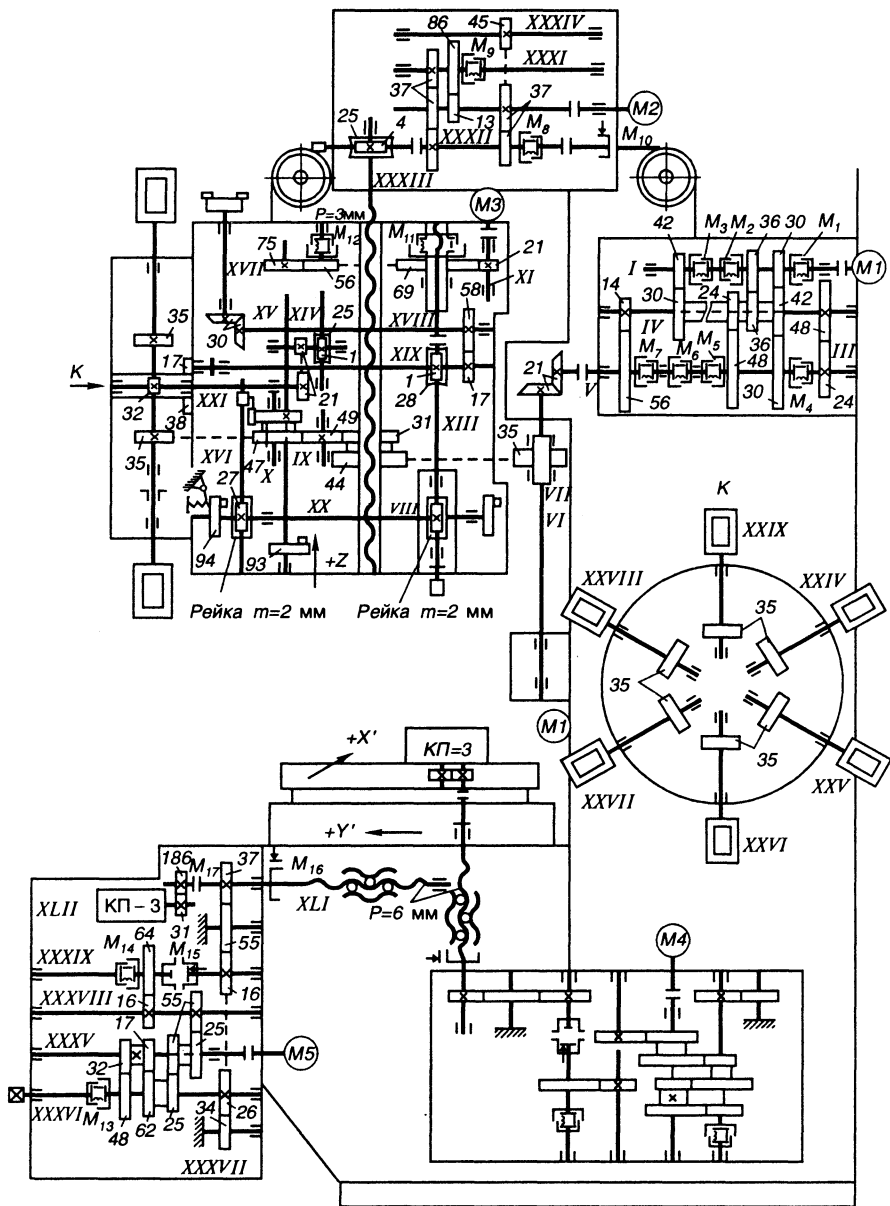 45 XXXIV
86
M9 XXXI
37 37
M2
25 4 13 M8
XXXII M10
XXXIII
P=3мм M3
M12 M11
75 21
XVII 56 69 XI
42 M3 M2 36 30 M1
I M1
14 30 24 42
IV 36 48
M7 M6 M5 48 III
V M4
56 30 24
58
XV XIV 25 XVIII
30
35 1
17 XIX 1
K 21 28 17
32 XXI
38 49 31 XIII
35 XVI 47 IX
X 44
21
35
VII
VI
27 XX VIII
94 93 +Z
Рейка m=2 мм Рейка m=2 мм
K
XXIX
XXVIII XXIV
35 35
35
XXVII XXV
XXVI
M1
+X' КП=3
+Y'
186 M17 37 M16
XLI P=6 мм
XLII КП – 3
31 55
M14 64 M15
XXXIX
16
XXXVIII 16 55
17
XXXV 25 M5
32
XXXVI M13 26
48 62 25 34
XXXVII
M4